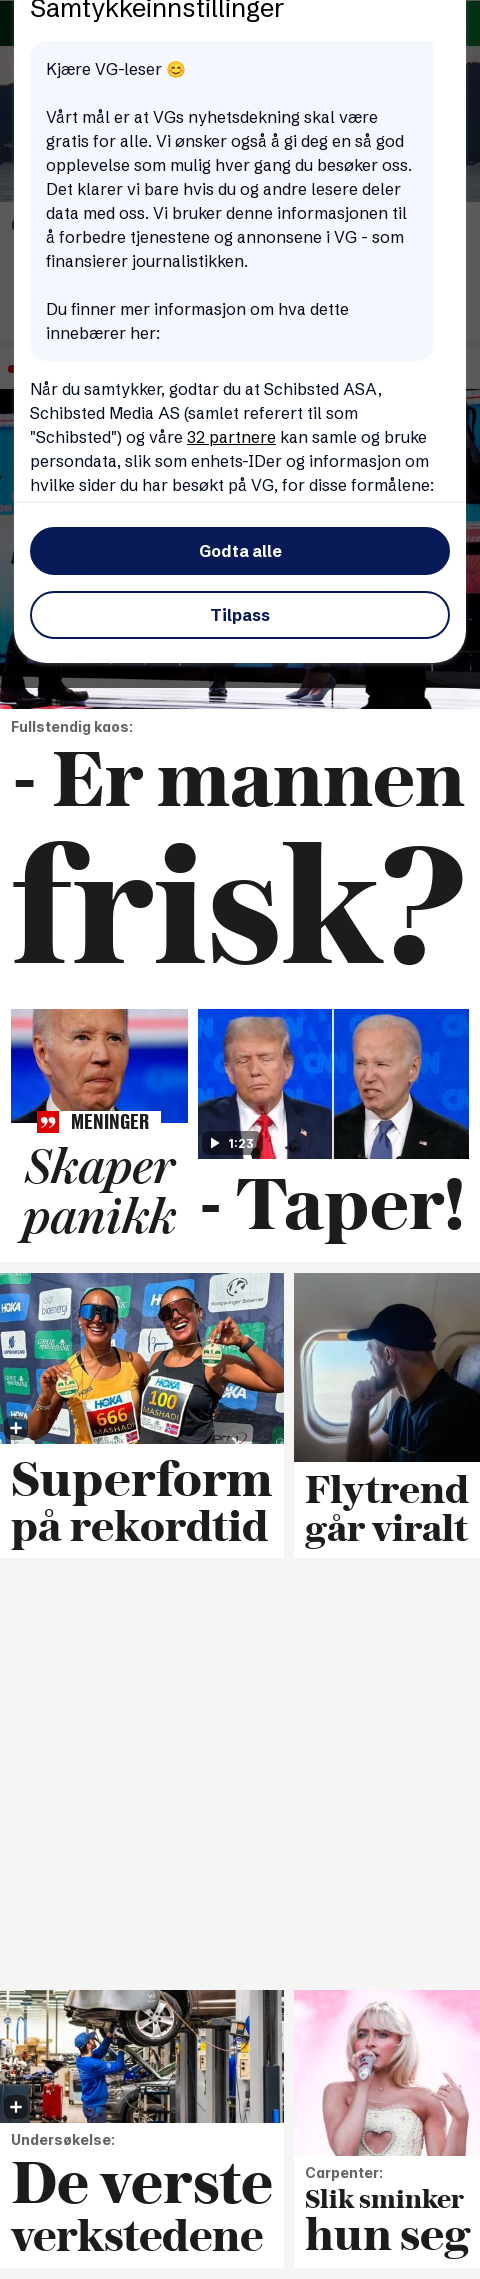 Samtykkeinnstillinger
Kjære VG-leser 😊
Vårt mål er at VGs nyhetsdekning skal være
gratis for alle. Vi ønsker også å gi deg en så god
opplevelse som mulig hver gang du besøker oss.
Det klarer vi bare hvis du og andre lesere deler
data med oss. Vi bruker denne informasjonen til
å forbedre tjenestene og annonsene i VG - som
finansierer journalistikken.
Du finner mer informasjon om hva dette
innebærer her:
Når du samtykker, godtar du at Schibsted ASA,
Schibsted Media AS (samlet referert til som
"Schibsted") og våre 32 partnere kan samle og bruke
persondata, slik som enhets-IDer og informasjon om
hvilke sider du har besøkt på VG, for disse formålene:
Godta alle
Tilpass
Fullstendig kaos:
- Er mannen
frisk?
MENINGER
Skaper
panikk
1:23
- Taper!
HOKA
666
MASHADI
HOKA
100
MASHADI
Superform
på rekordtid
Flytrend
går viralt
Undersøkelse:
De verste
verkstedene
Carpenter:
Slik sminker
hun seg